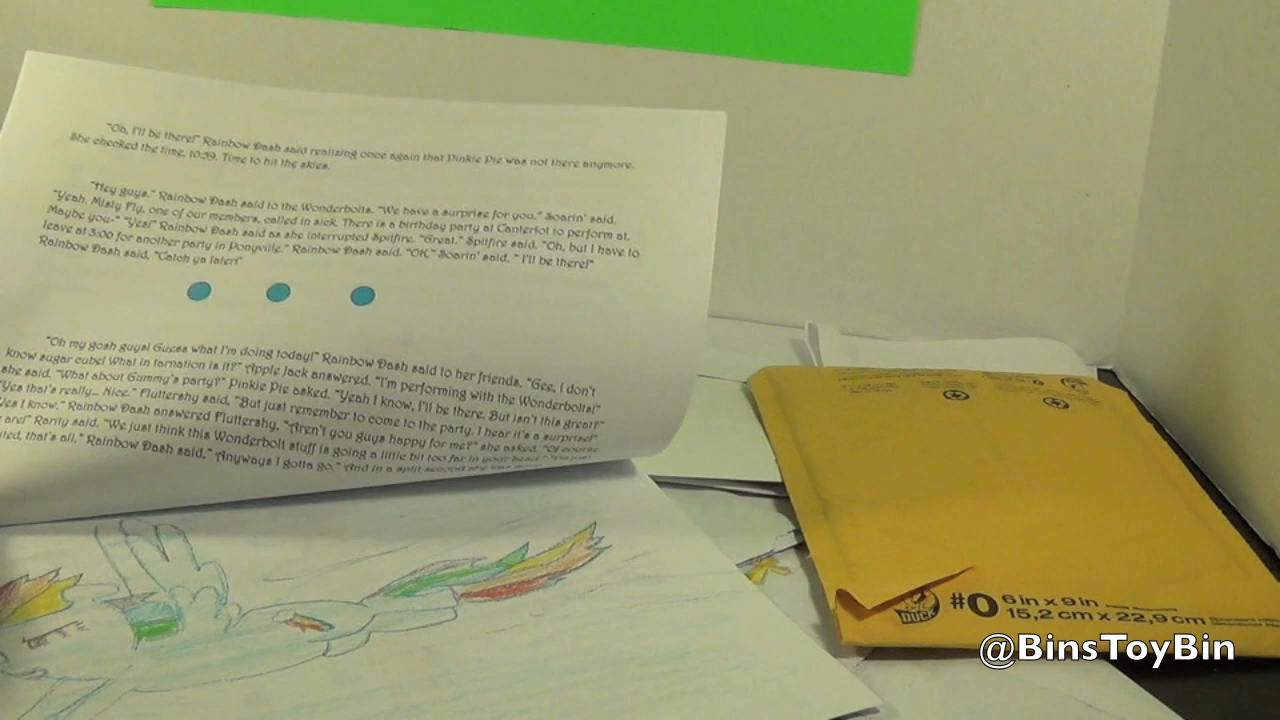 "Oh, I'll be there!" Rainbow Dash said realizing once again that Pinkie Pie was not there anymore.
She checked the time, 10:59. Time to hit the skies.
"Hey guys." Rainbow Dash said to the Wonderbolts. "We have a surprise for you." Soarin' said.
"Yeah, Misty Fly, one of our members, called in sick. There is a birthday party at Canterlot to perform at.
Maybe you-" "Yes!" Rainbow Dash said as she interrupted Spitfire. "Great." Spitfire said. "Oh, but I have to
leave at 3:00 for another party in Ponyville." Rainbow Dash said. "OK," Soarin' said, " I'll be there!"
Rainbow Dash said, "Catch ya later!"
"Oh my gosh guys! Guess what I'm doing today!" Rainbow Dash said to her friends. "Gee, I don't
know sugar cube! What in tarnation is it?" Apple Jack answered. "I'm performing with the Wonderbolts!"
she said. "What about Gummy's party?" Pinkie Pie asked. "Yeah I know, I'll be there. But isn't this great?"
"Yes that's really... Nice." Fluttershy said, "But just remember to come to the party. I hear it's a surprise!"
"Yes I know." Rainbow Dash answered Fluttershy, "Aren't you guys happy for me?" she asked. "Of course
are!" Rarity said. "We just think this Wonderbolt stuff is going a little bit too far in your head."
that's all." Rainbow Dash said," Anyways I gotta go." And in a split second she was
DUCK #0 6 in x 9 in
15,2 cm x 22,9 cm
@BinsToyBin